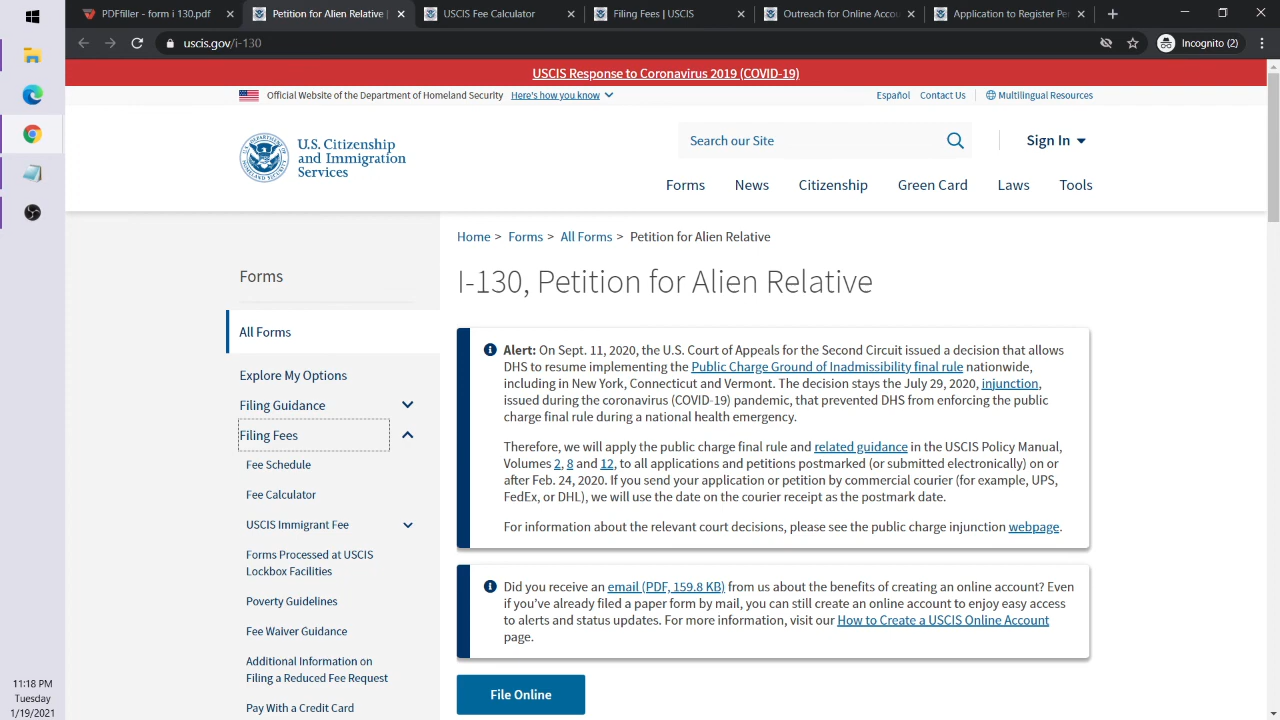 PDFfiller - form i 130.pdf
Petition for Alien Relative |
USCIS Fee Calculator
Filing Fees | USCIS
Outreach for Online Accou
Application to Register Pe
uscis.gov/i-130
Incognito (2)
USCIS Response to Coronavirus 2019 (COVID-19)
Official Website of the Department of Homeland Security Here's how you know
Español Contact Us Multilingual Resources
U.S. Citizenship
and Immigration
Services
Search our Site
Sign In
Forms News Citizenship Green Card Laws Tools
Home > Forms > All Forms > Petition for Alien Relative
Forms
All Forms
Explore My Options
Filing Guidance
Filing Fees
Fee Schedule
Fee Calculator
USCIS Immigrant Fee
Forms Processed at USCIS
Lockbox Facilities
Poverty Guidelines
Fee Waiver Guidance
Additional Information on
Filing a Reduced Fee Request
Pay With a Credit Card
I-130, Petition for Alien Relative
Alert: On Sept. 11, 2020, the U.S. Court of Appeals for the Second Circuit issued a decision that allows
DHS to resume implementing the Public Charge Ground of Inadmissibility final rule nationwide,
including in New York, Connecticut and Vermont. The decision stays the July 29, 2020, injunction,
issued during the coronavirus (COVID-19) pandemic, that prevented DHS from enforcing the public
charge final rule during a national health emergency.
Therefore, we will apply the public charge final rule and related guidance in the USCIS Policy Manual,
Volumes 2, 8 and 12, to all applications and petitions postmarked (or submitted electronically) on or
after Feb. 24, 2020. If you send your application or petition by commercial courier (for example, UPS,
FedEx, or DHL), we will use the date on the courier receipt as the postmark date.
For information about the relevant court decisions, please see the public charge injunction webpage.
Did you receive an email (PDF, 159.8 KB) from us about the benefits of creating an online account? Even
if you've already filed a paper form by mail, you can still create an online account to enjoy easy access
to alerts and status updates. For more information, visit our How to Create a USCIS Online Account
page.
File Online
11:18 PM
Tuesday
1/19/2021